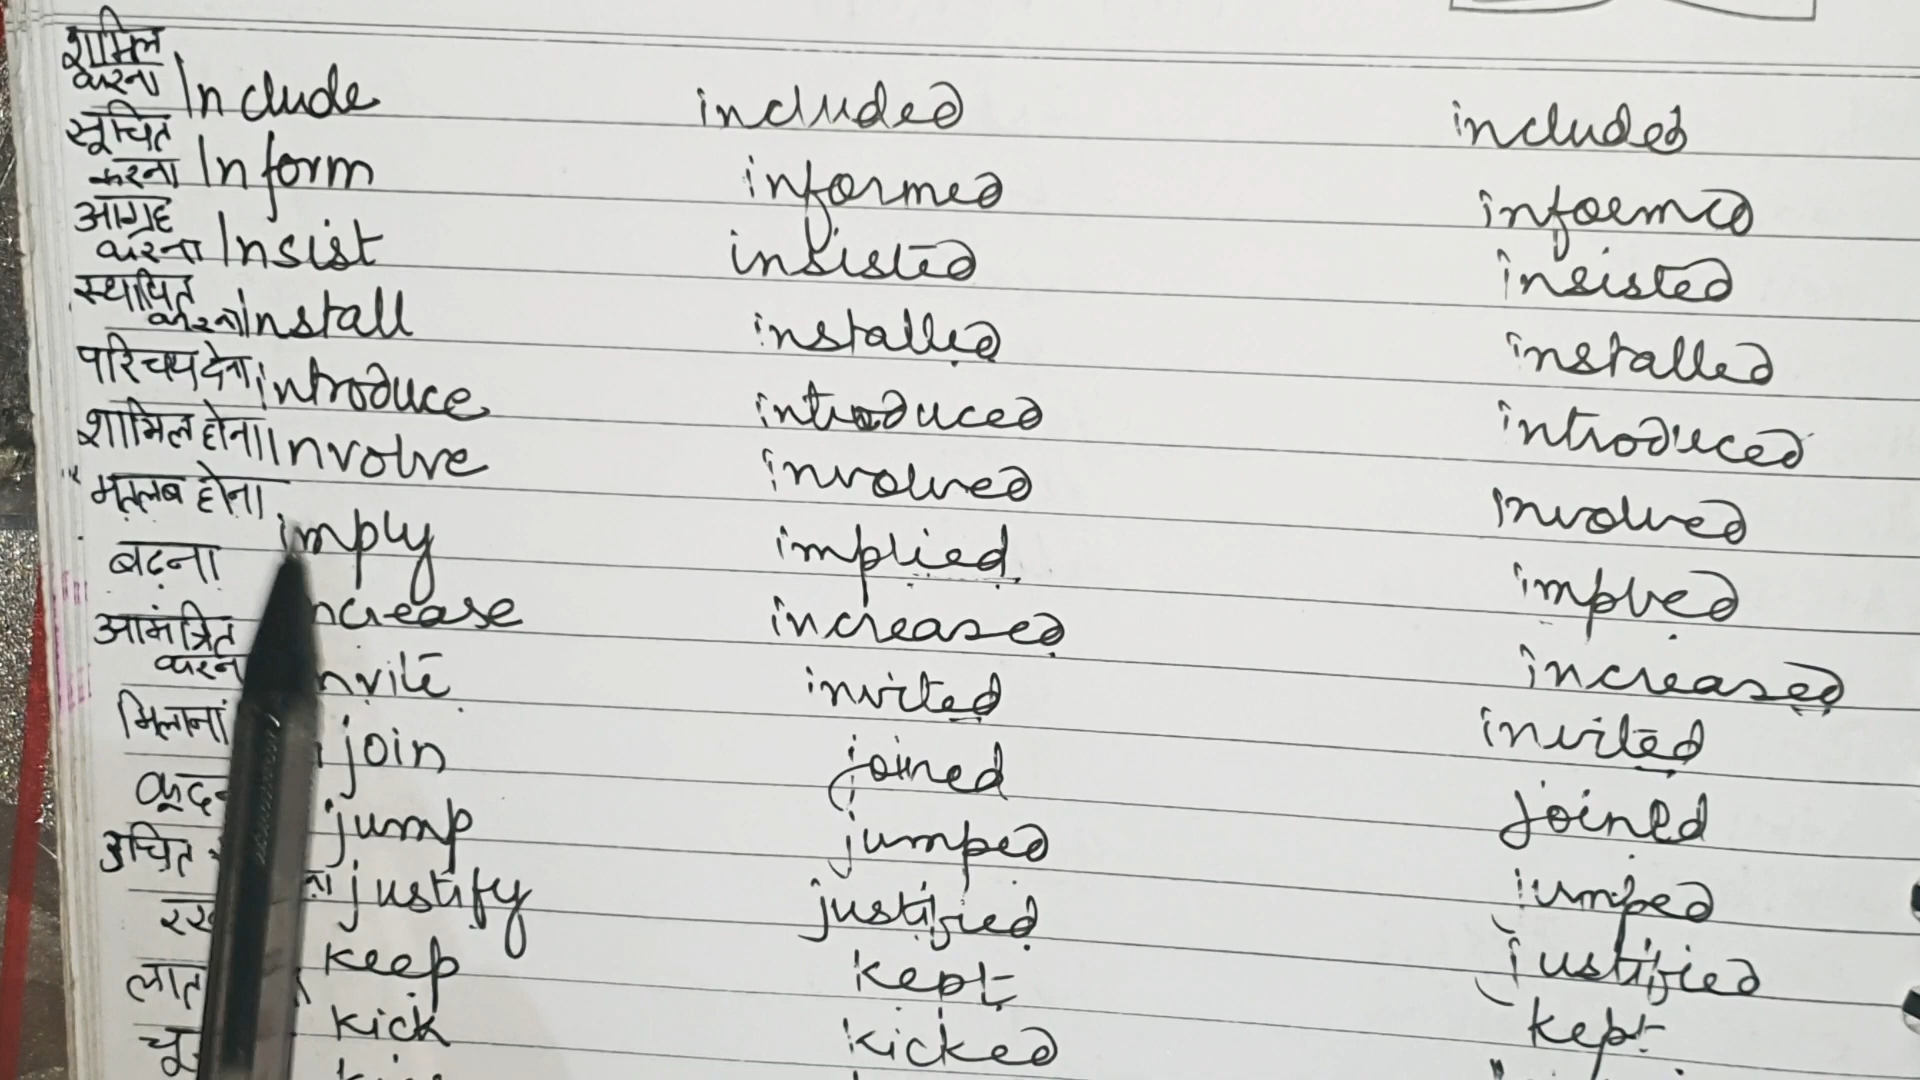 शामिल करना Include included included
सूचित करना Inform informed informed
आग्रह करना Insist insisted insisted
स्थापित करना Install installed installed
परिचय देना introduce introduced introduced
शामिल होना Involve involved involved
मतलब होना imply implied implied
बढ़ना increase increased increased
आमंत्रित करना invite invited invited
मिलाना join joined joined
jump jumped jumped
उचित justify justified justified
keep kept kept
kick kicked